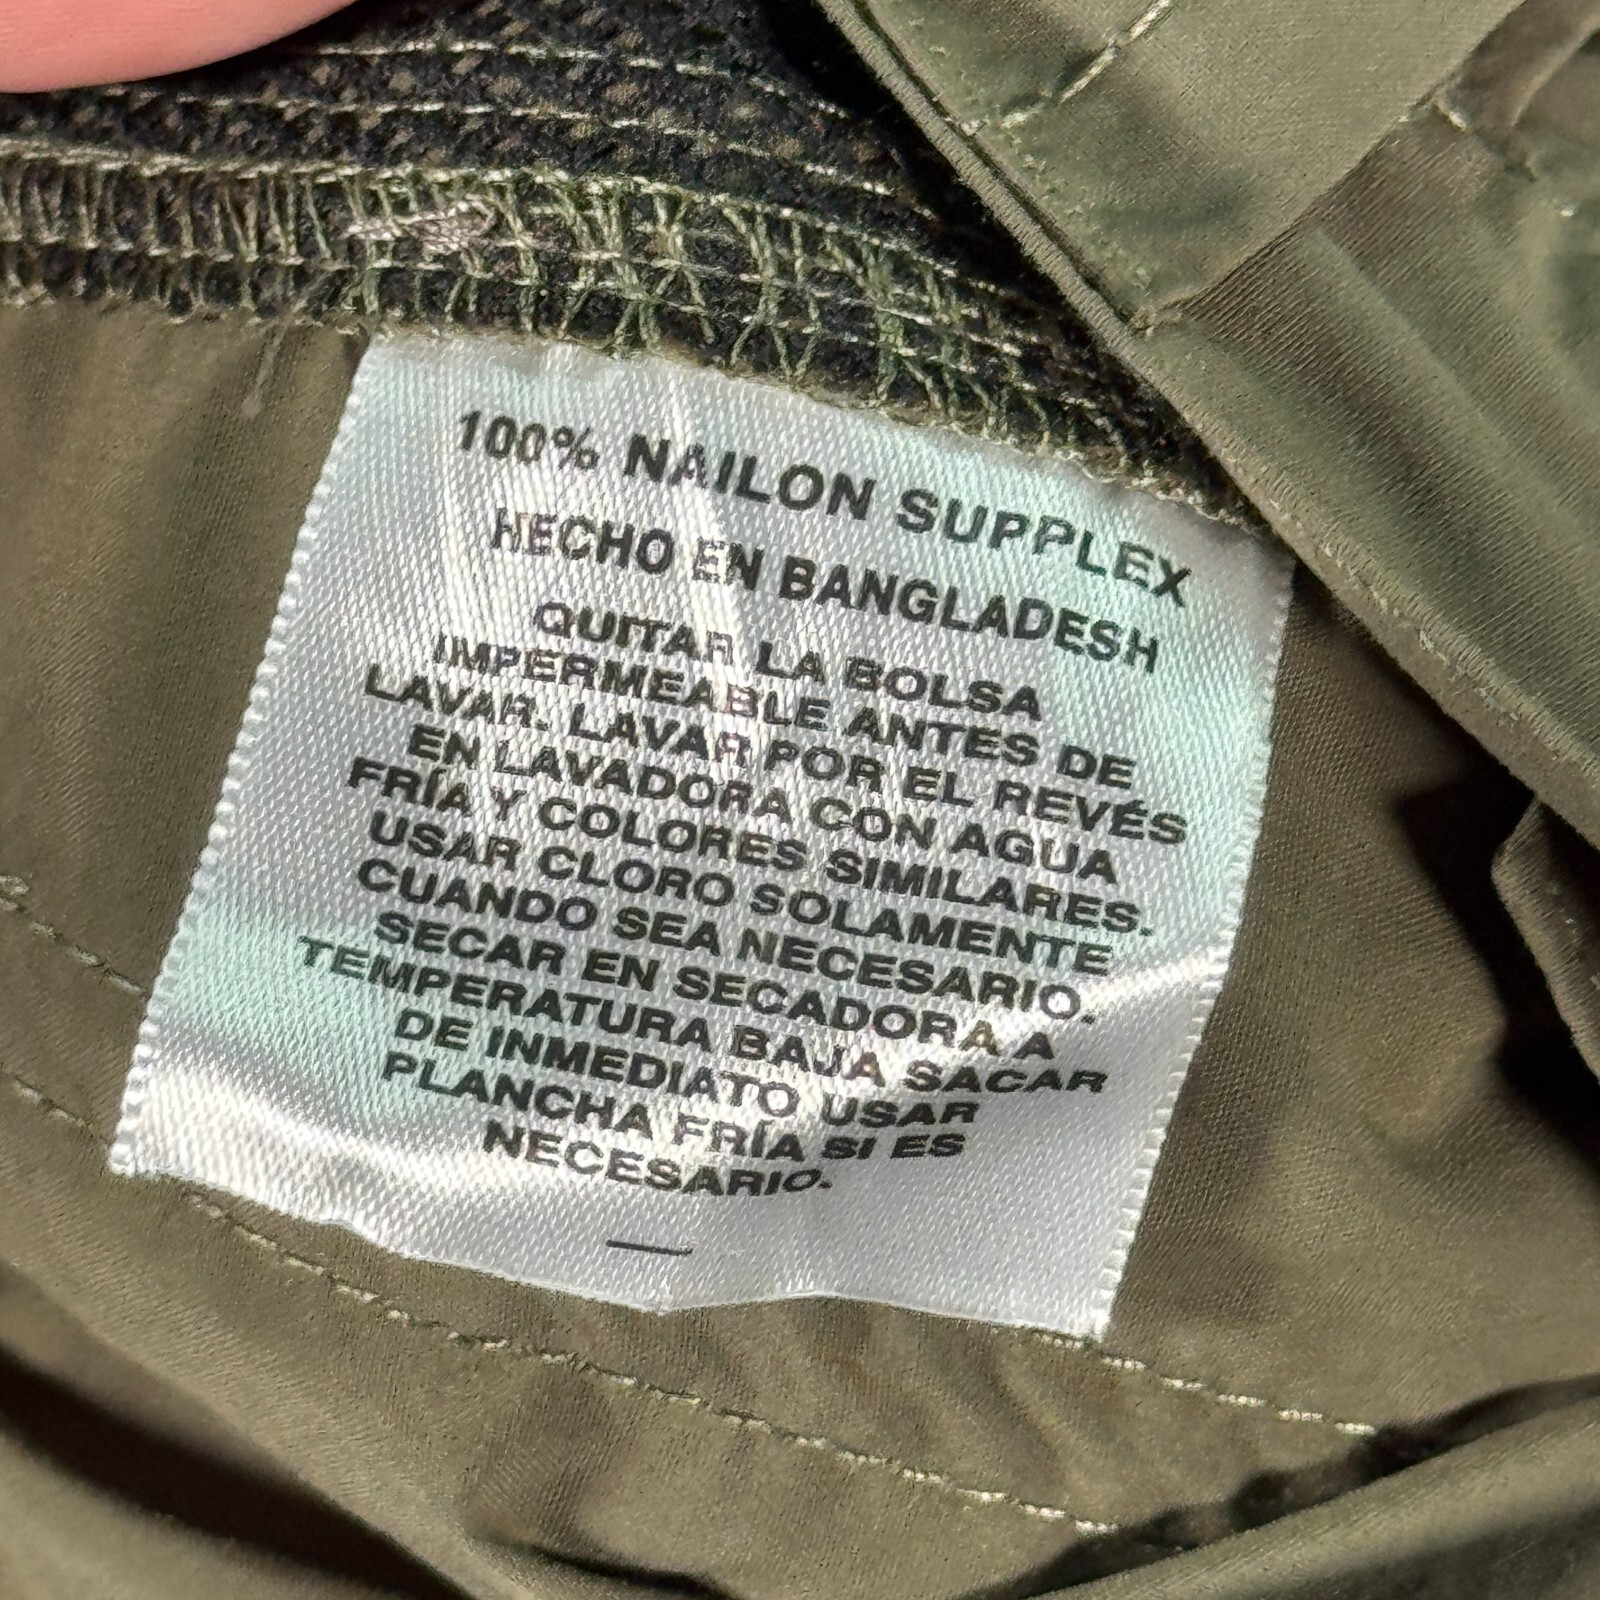 100% NAILON SUPPLEX
HECHO EN BANGLADESH
QUITAR LA BOLSA
IMPERMEABLE ANTES DE
LAVAR. LAVAR POR EL REVÉS
EN LAVADORA CON AGUA
FRÍA Y COLORES SIMILARES.
USAR CLORO SOLAMENTE
CUANDO SEA NECESARIO.
SECAR EN SECADORA A
TEMPERATURA BAJA SACAR
DE INMEDIATO USAR
PLANCHA FRÍA SI ES
NECESARIO.